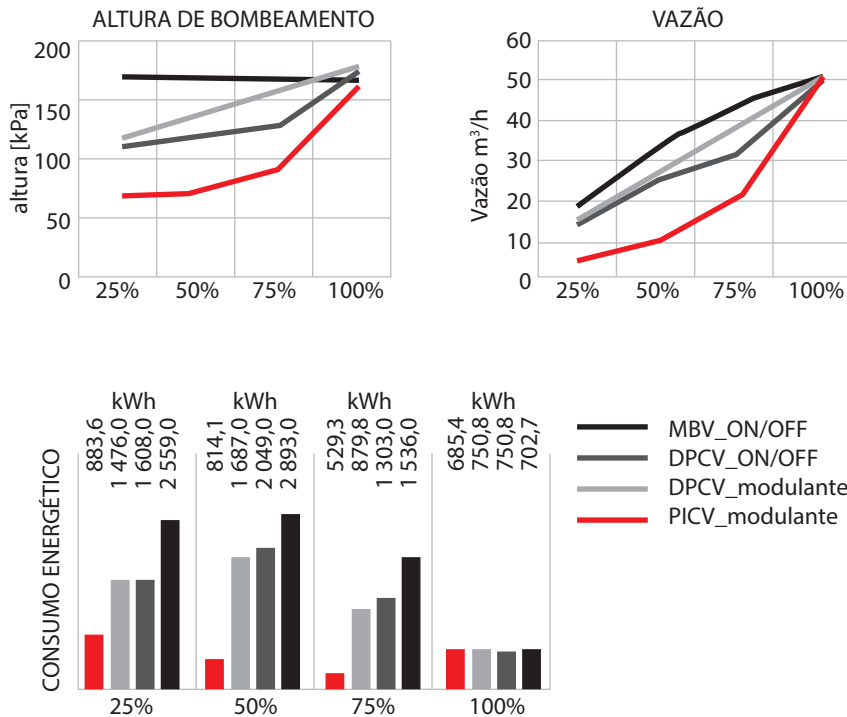 ALTURA DE BOMBEAMENTO
altura [kPa]
200
150
100
50
0
25% 50% 75% 100%
VAZÃO
Vazão m³/h
60
50
40
30
20
10
0
25% 50% 75% 100%
CONSUMO ENERGÉTICO
kWh
883,6
1 476,0
1 608,0
2 559,0
25%
kWh
814,1
1 687,0
2 049,0
2 893,0
50%
kWh
529,3
879,8
1 303,0
1 536,0
75%
kWh
685,4
750,8
750,8
702,7
100%
MBV_ON/OFF
DPCV_ON/OFF
DPCV_modulante
PICV_modulante